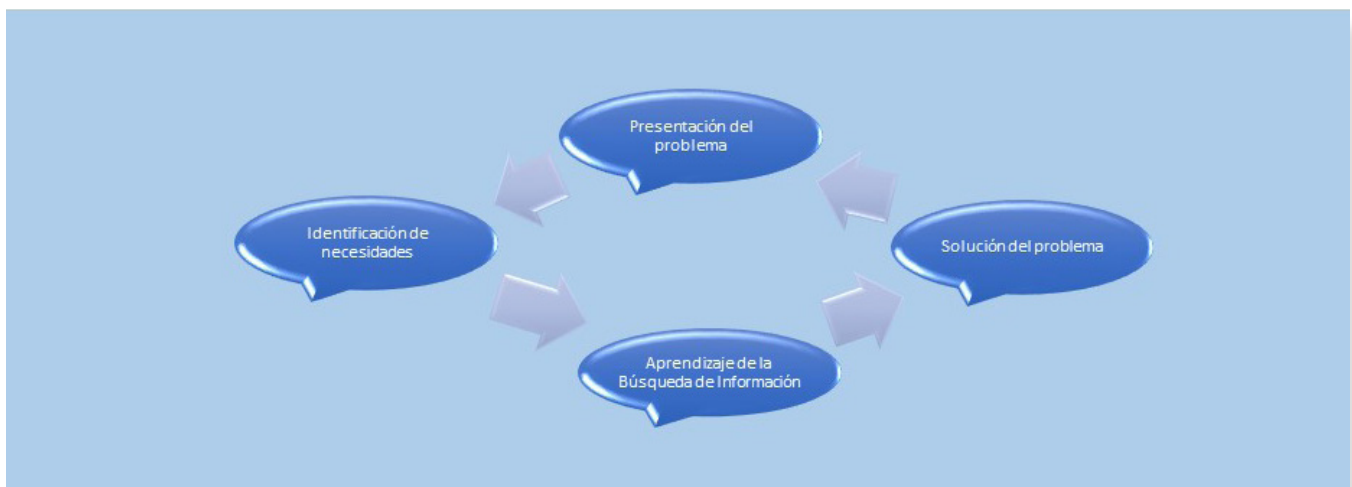 Presentación del
problema
Identificación de
necesidades
Solución del problema
Aprendizaje de la
Búsqueda de Información